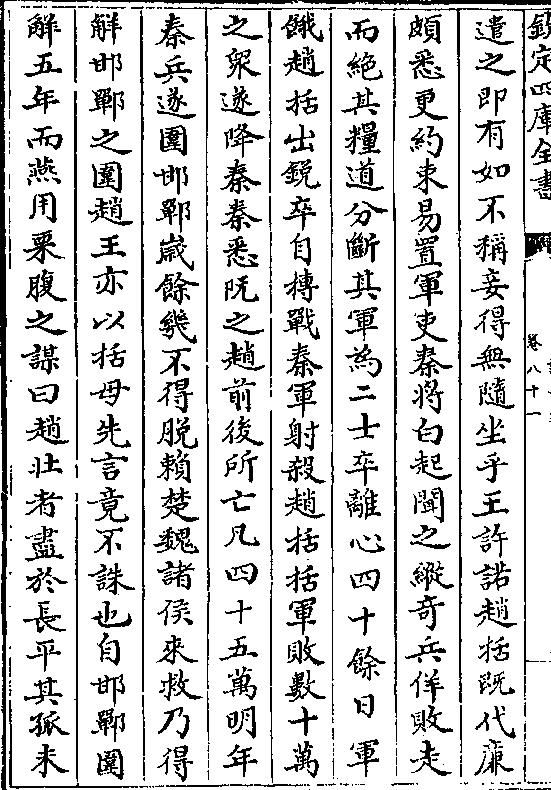 欽定四庫全書
卷八十一
遣之即有如不稱妾得無隨坐乎王許諾趙括既代廉
頗悉更約束易置軍吏秦将白起聞之縱奇兵佯敗走
而絕其糧道分斷其軍為二士卒離心四十餘日軍
餓趙括出鋭卒自搏戰秦軍射殺趙括括軍敗數十萬
之衆遂降秦秦悉阬之趙前後所亡凡四十五萬明年
秦兵遂圍邯鄲嵗餘幾不得脱賴楚魏諸侯來救乃得
解邯鄲之圍趙王亦以括母先言竟不誅也自邯鄲圍
解五年而燕用栗腹之謀曰趙壯者盡於長平其孤未